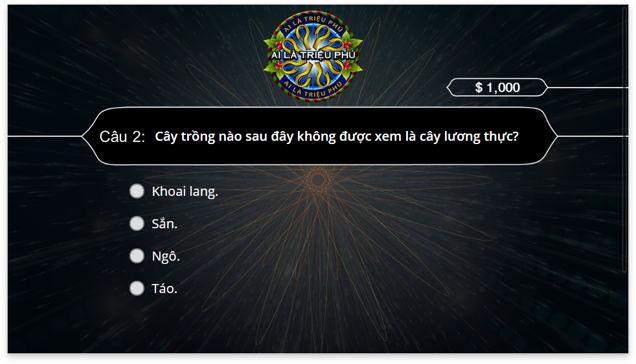 AI LÀ TRIỆU PHÚ
AI LÀ TRIỆU PHÚ
AI LÀ TRIỆU PHÚ
$ 1,000
Câu 2: Cây trồng nào sau đây không được xem là cây lương thực?
Khoai lang.
Sắn.
Ngô.
Táo.